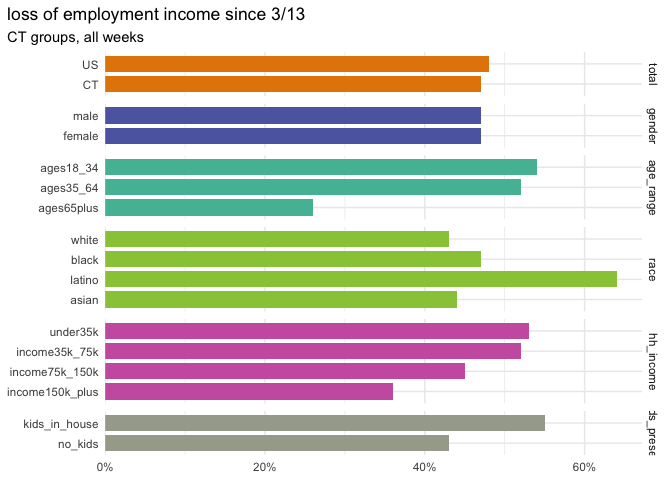 loss of employment income since 3/13
CT groups, all weeks
US
CT
total
male
female
gender
ages18_34
ages35_64
ages65plus
age_range
white
black
latino
asian
race
under35k
income35k_75k
income75k_150k
income150k_plus
hh_income
kids_in_house
no_kids
ds_prese
0% 20% 40% 60%